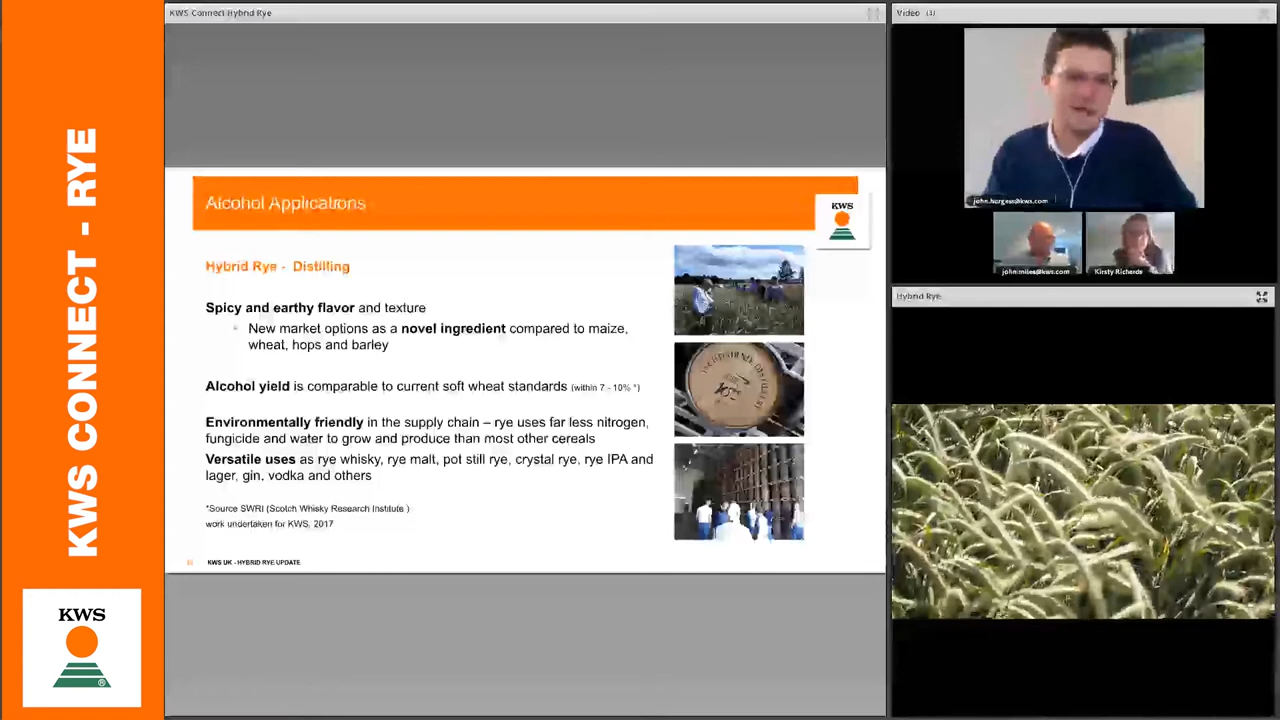 KWS CONNECT - RYE
KWS
®
KWS Connect Hybrid Rye
Alcohol Applications
KWS
Hybrid Rye - Distilling
Spicy and earthy flavor and texture
New market options as a novel ingredient compared to maize,
wheat, hops and barley
Alcohol yield is comparable to current soft wheat standards (within 7 - 10% *)
Environmentally friendly in the supply chain – rye uses far less nitrogen,
fungicide and water to grow and produce than most other cereals
Versatile uses as rye whisky, rye malt, pot still rye, crystal rye, rye IPA and
lager, gin, vodka and others
*Source SWRI (Scotch Whisky Research Institute )
work undertaken for KWS, 2017
KWS UK - HYBRID RYE UPDATE
Video
john.burgess@kws.com
john.miles@kws.com
Kirsty Richards
Hybrid Rye